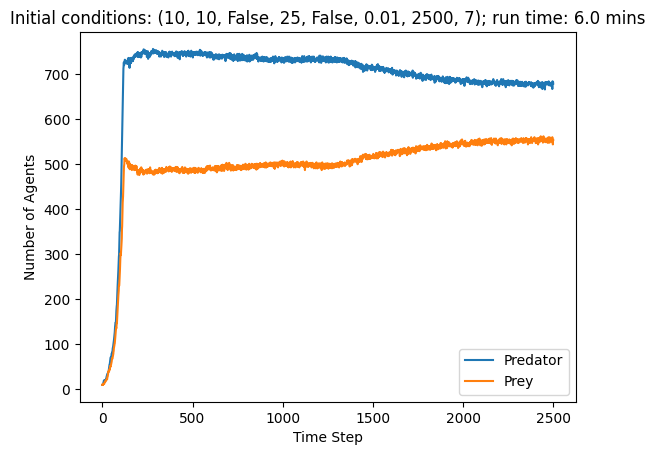 Initial conditions: (10, 10, False, 25, False, 0.01, 2500, 7); run time: 6.0 mins
700
600
500
400
300
200
100
0
Number of Agents
Predator
Prey
0
500
1000
1500
2000
2500
Time Step